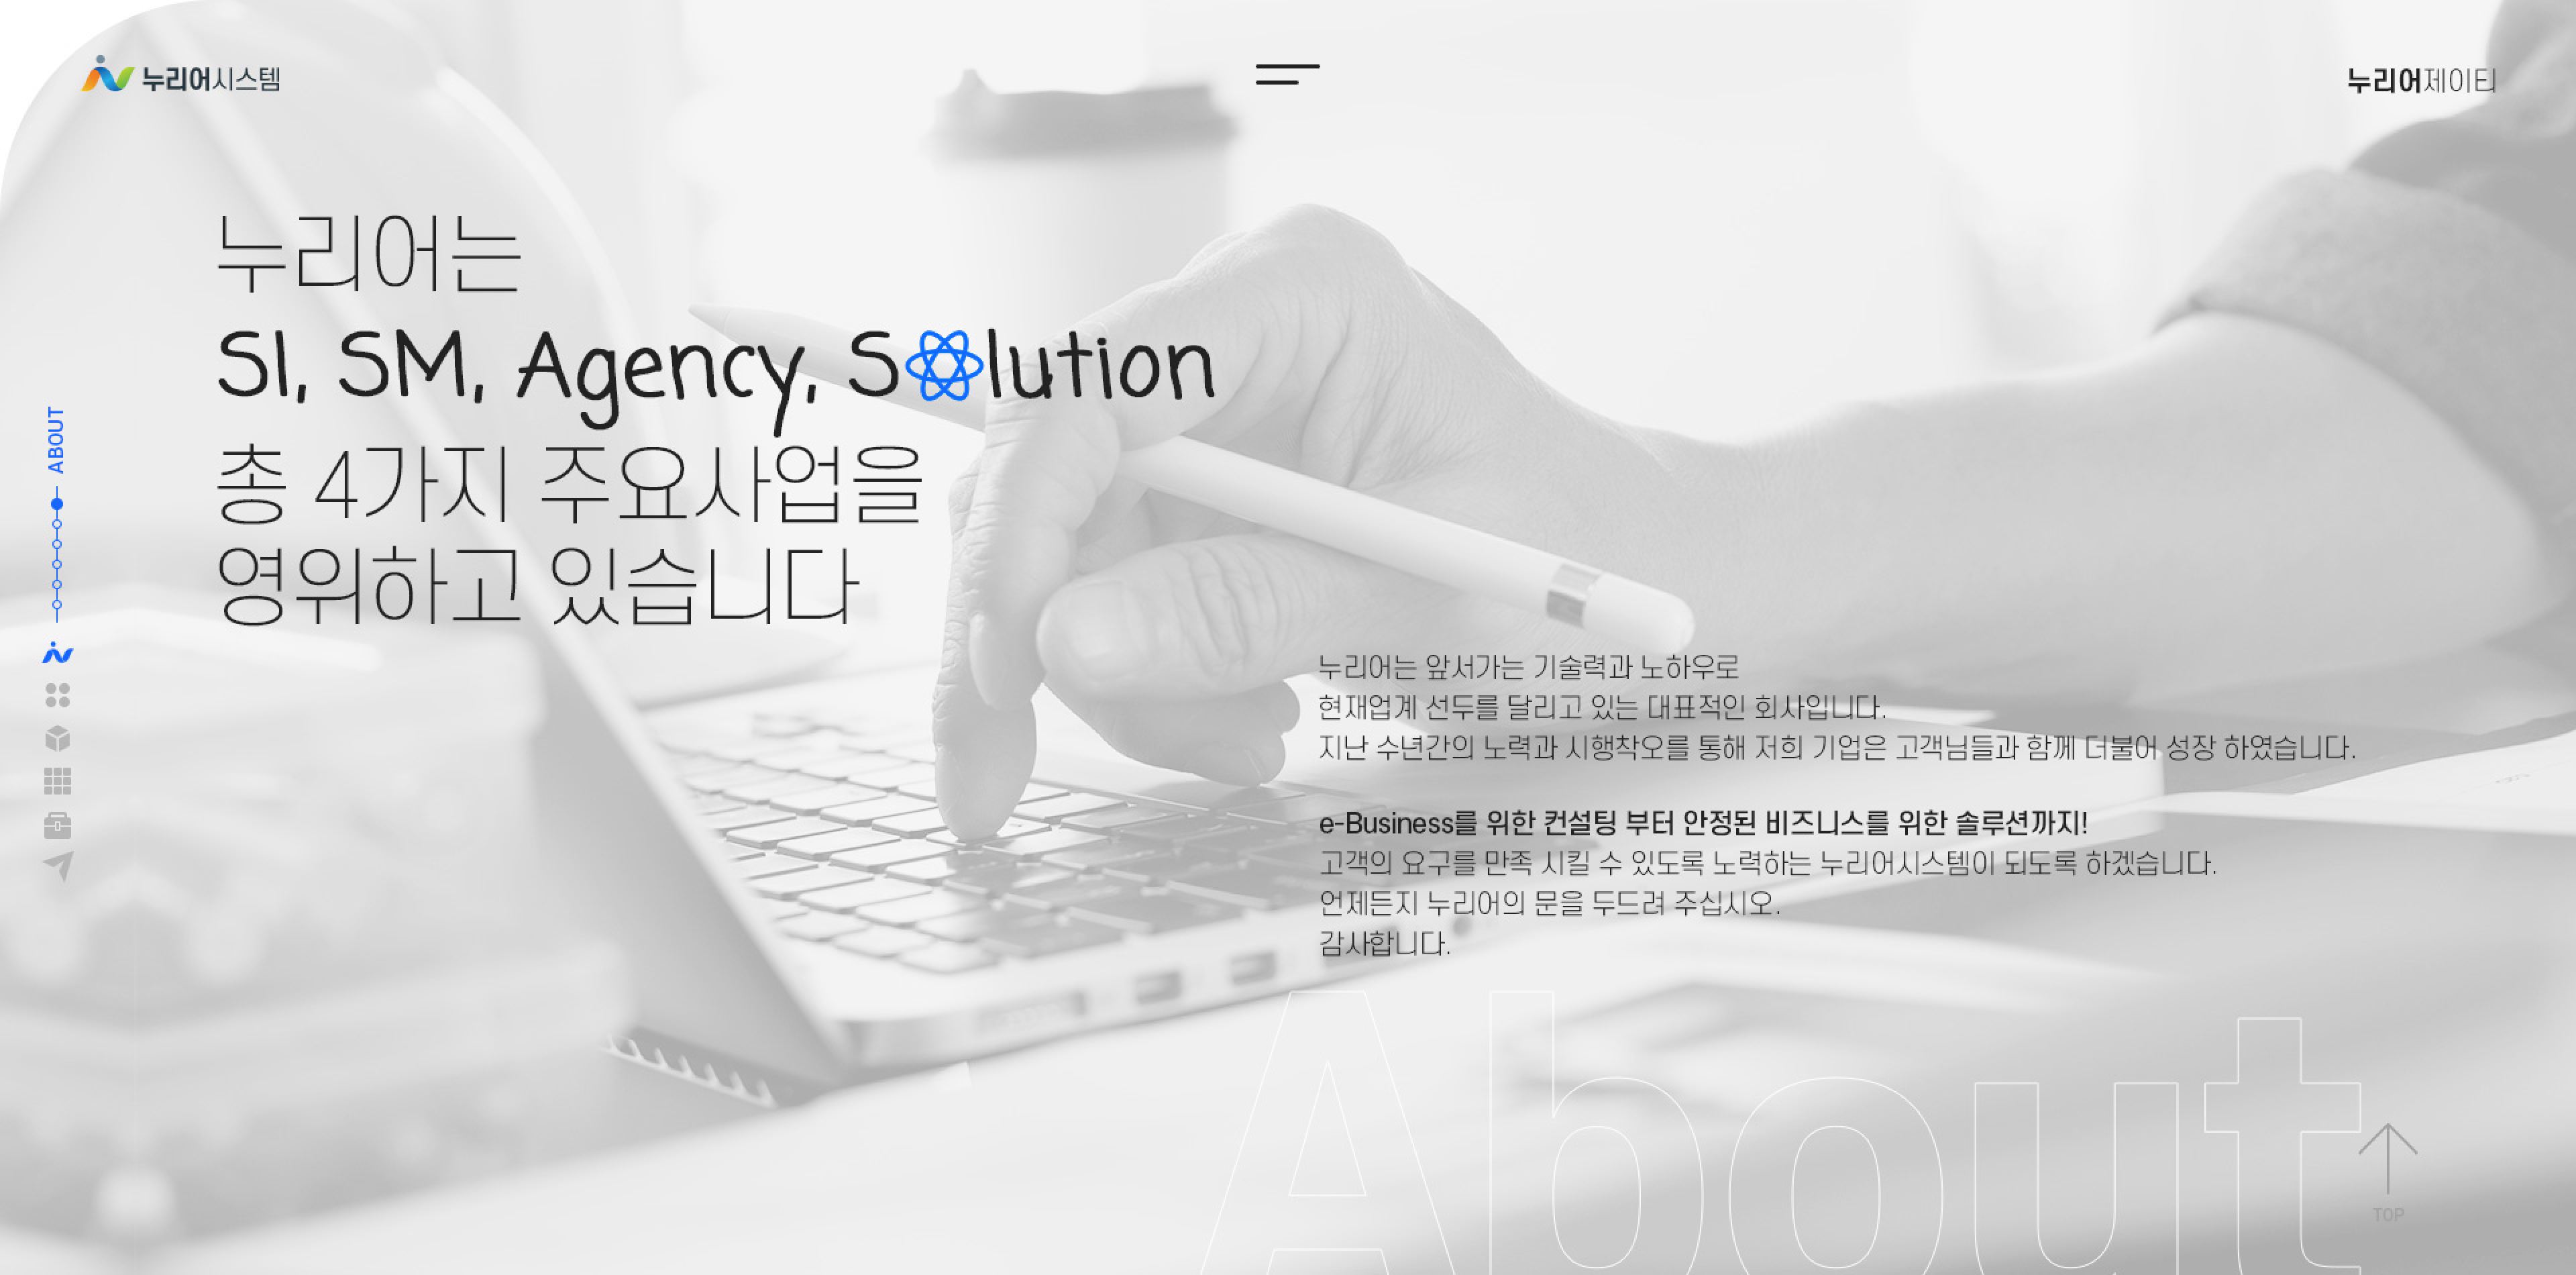 누리어시스템
누리어제이티
누리어는
SI, SM, Agency, Solution
총 4가지 주요사업을
영위하고 있습니다
ABOUT
누리어는 앞서가는 기술력과 노하우로
현재업계 선두를 달리고 있는 대표적인 회사입니다.
지난 수년간의 노력과 시행착오를 통해 저희 기업은 고객님들과 함께 더불어 성장 하였습니다.
e-Business를 위한 컨설팅 부터 안정된 비즈니스를 위한 솔루션까지!
고객의 요구를 만족 시킬 수 있도록 노력하는 누리어시스템이 되도록 하겠습니다.
언제든지 누리어의 문을 두드려 주십시오.
감사합니다.
About
TOP